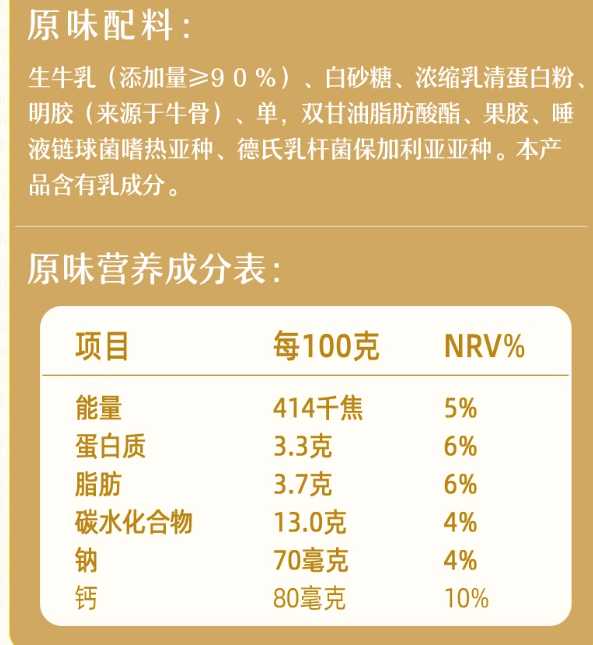 原味配料：
生牛乳（添加量≥90%）、白砂糖、浓缩乳清蛋白粉、
明胶（来源于牛骨）、单，双甘油脂肪酸酯、果胶、唾
液链球菌嗜热亚种、德氏乳杆菌保加利亚亚种。本产
品含有乳成分。
原味营养成分表：
项目 每100克 NRV%
能量 414千焦 5%
蛋白质 3.3克 6%
脂肪 3.7克 6%
碳水化合物 13.0克 4%
钠 70毫克 4%
钙 80毫克 10%